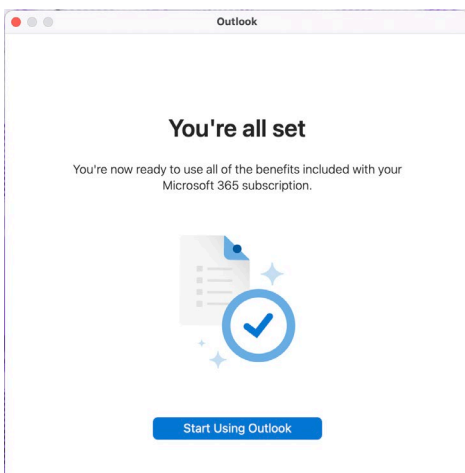 Outlook
You're all set
You're now ready to use all of the benefits included with your
Microsoft 365 subscription.
Start Using Outlook